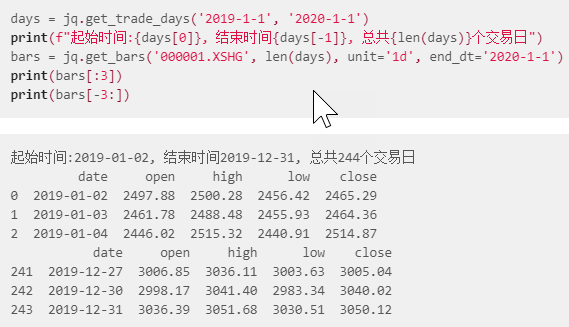 days = jq.get_trade_days('2019-1-1', '2020-1-1')
print(f"起始时间:{days[0]}, 结束时间{days[-1]}, 总共{len(days)}个交易日")
bars = jq.get_bars('000001.XSHG', len(days), unit='1d', end_dt='2020-1-1')
print(bars[:3])
print(bars[-3:])
起始时间:2019-01-02, 结束时间2019-12-31, 总共244个交易日
date open high low close
0 2019-01-02 2497.88 2500.28 2456.42 2465.29
1 2019-01-03 2461.78 2488.48 2455.93 2464.36
2 2019-01-04 2446.02 2515.32 2440.91 2514.87
date open high low close
241 2019-12-27 3006.85 3036.11 3003.63 3005.04
242 2019-12-30 2998.17 3041.40 2983.34 3040.02
243 2019-12-31 3036.39 3051.68 3030.51 3050.12